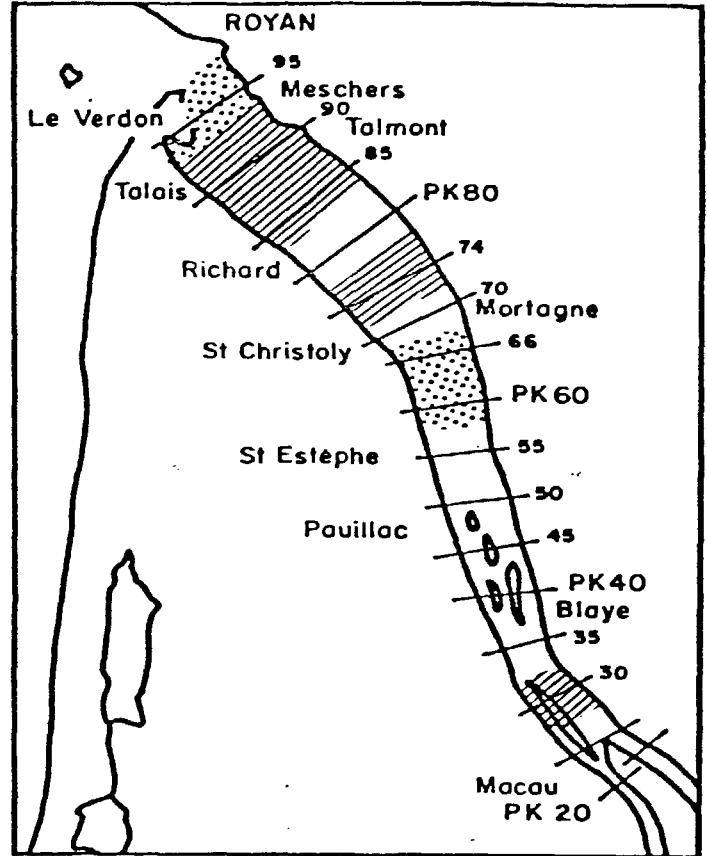 ROYAN
95
Meschers
Le Verdon
90
Talmont
85
Talais
PK80
74
Richard
70
Mortagne
St Christoly
66
PK60
St Estèphe
55
50
Pauillac
45
PK40
Blaye
35
30
Macau
PK 20